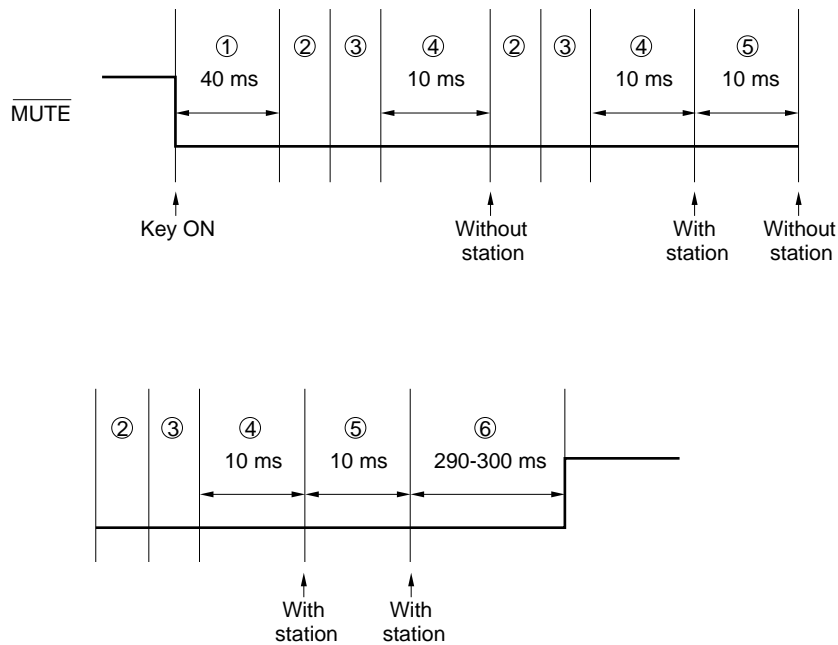 ① ② ③ ④ ② ③ ④ ⑤
40 ms 10 ms 10 ms 10 ms
MUTE
Key ON Without station With station Without station
② ③ ④ ⑤ ⑥
10 ms 10 ms 290-300 ms
With station With station